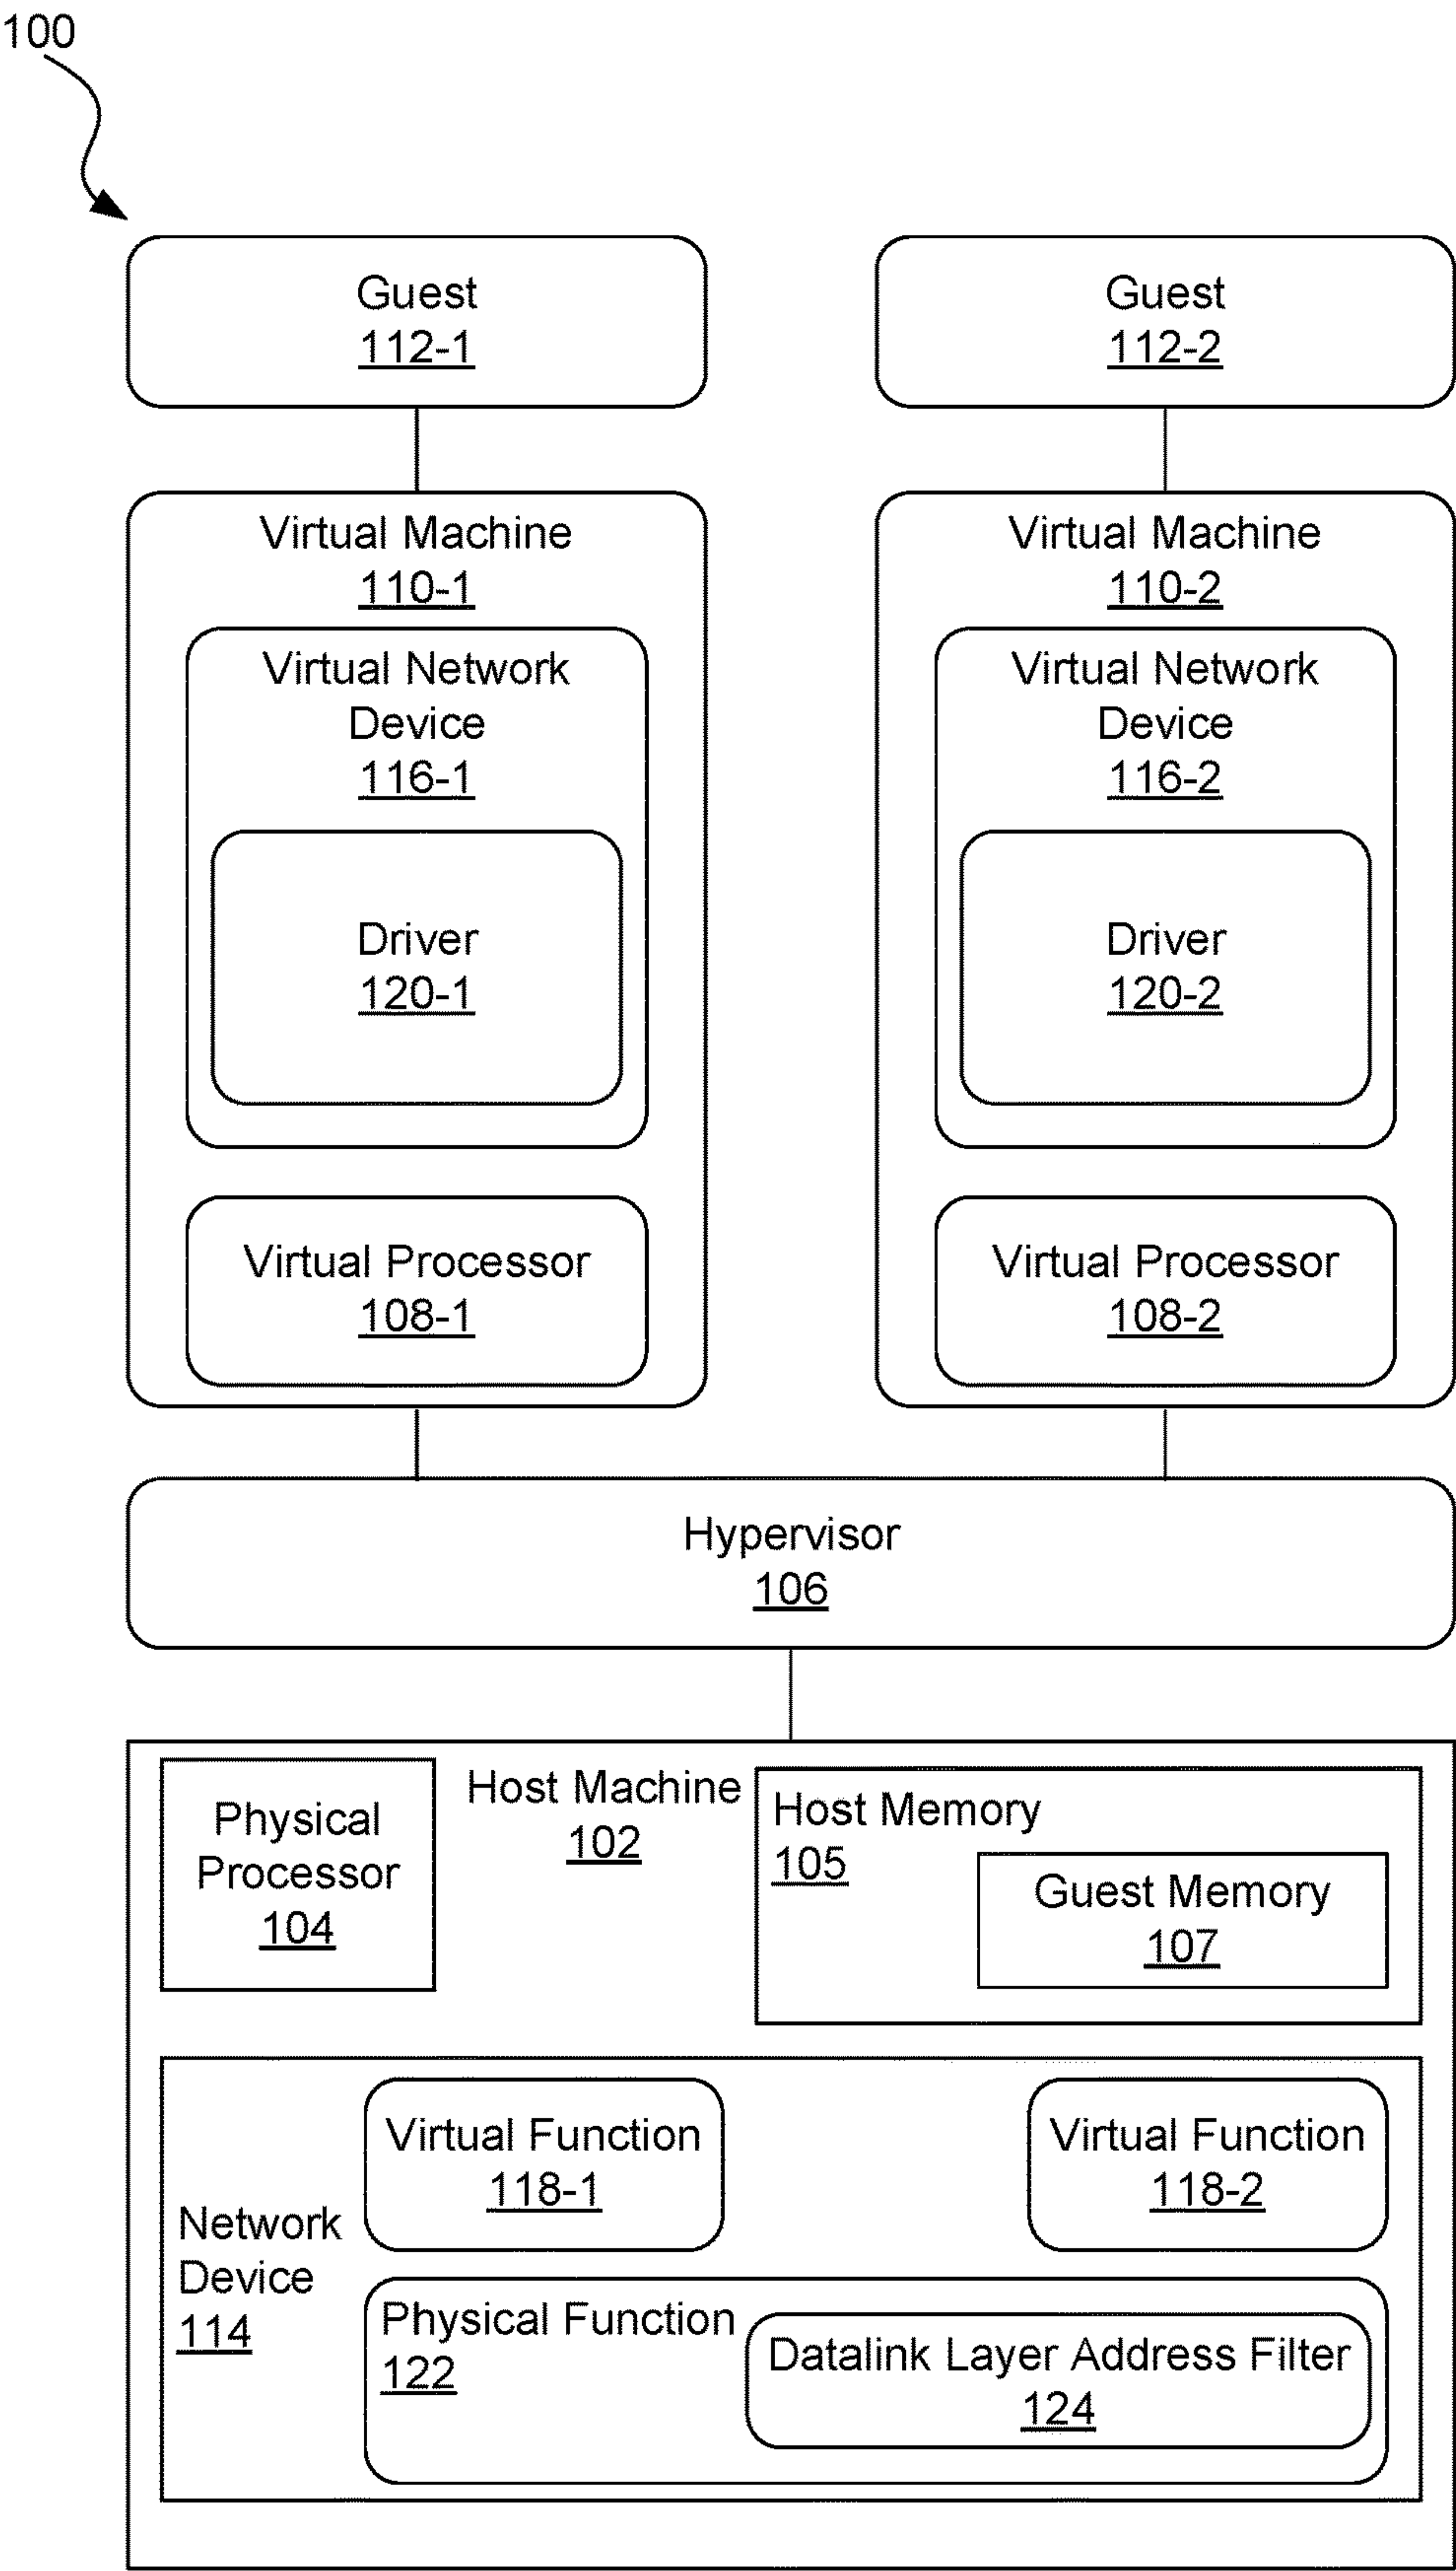 100
Guest
112-1
Guest
112-2
Virtual Machine
110-1
Virtual Network
Device
116-1
Driver
120-1
Virtual Processor
108-1
Virtual Machine
110-2
Virtual Network
Device
116-2
Driver
120-2
Virtual Processor
108-2
Hypervisor
106
Physical
Processor
104
Host Machine
102
Host Memory
105
Guest Memory
107
Network
Device
114
Virtual Function
118-1
Virtual Function
118-2
Physical Function
122
Datalink Layer Address Filter
124